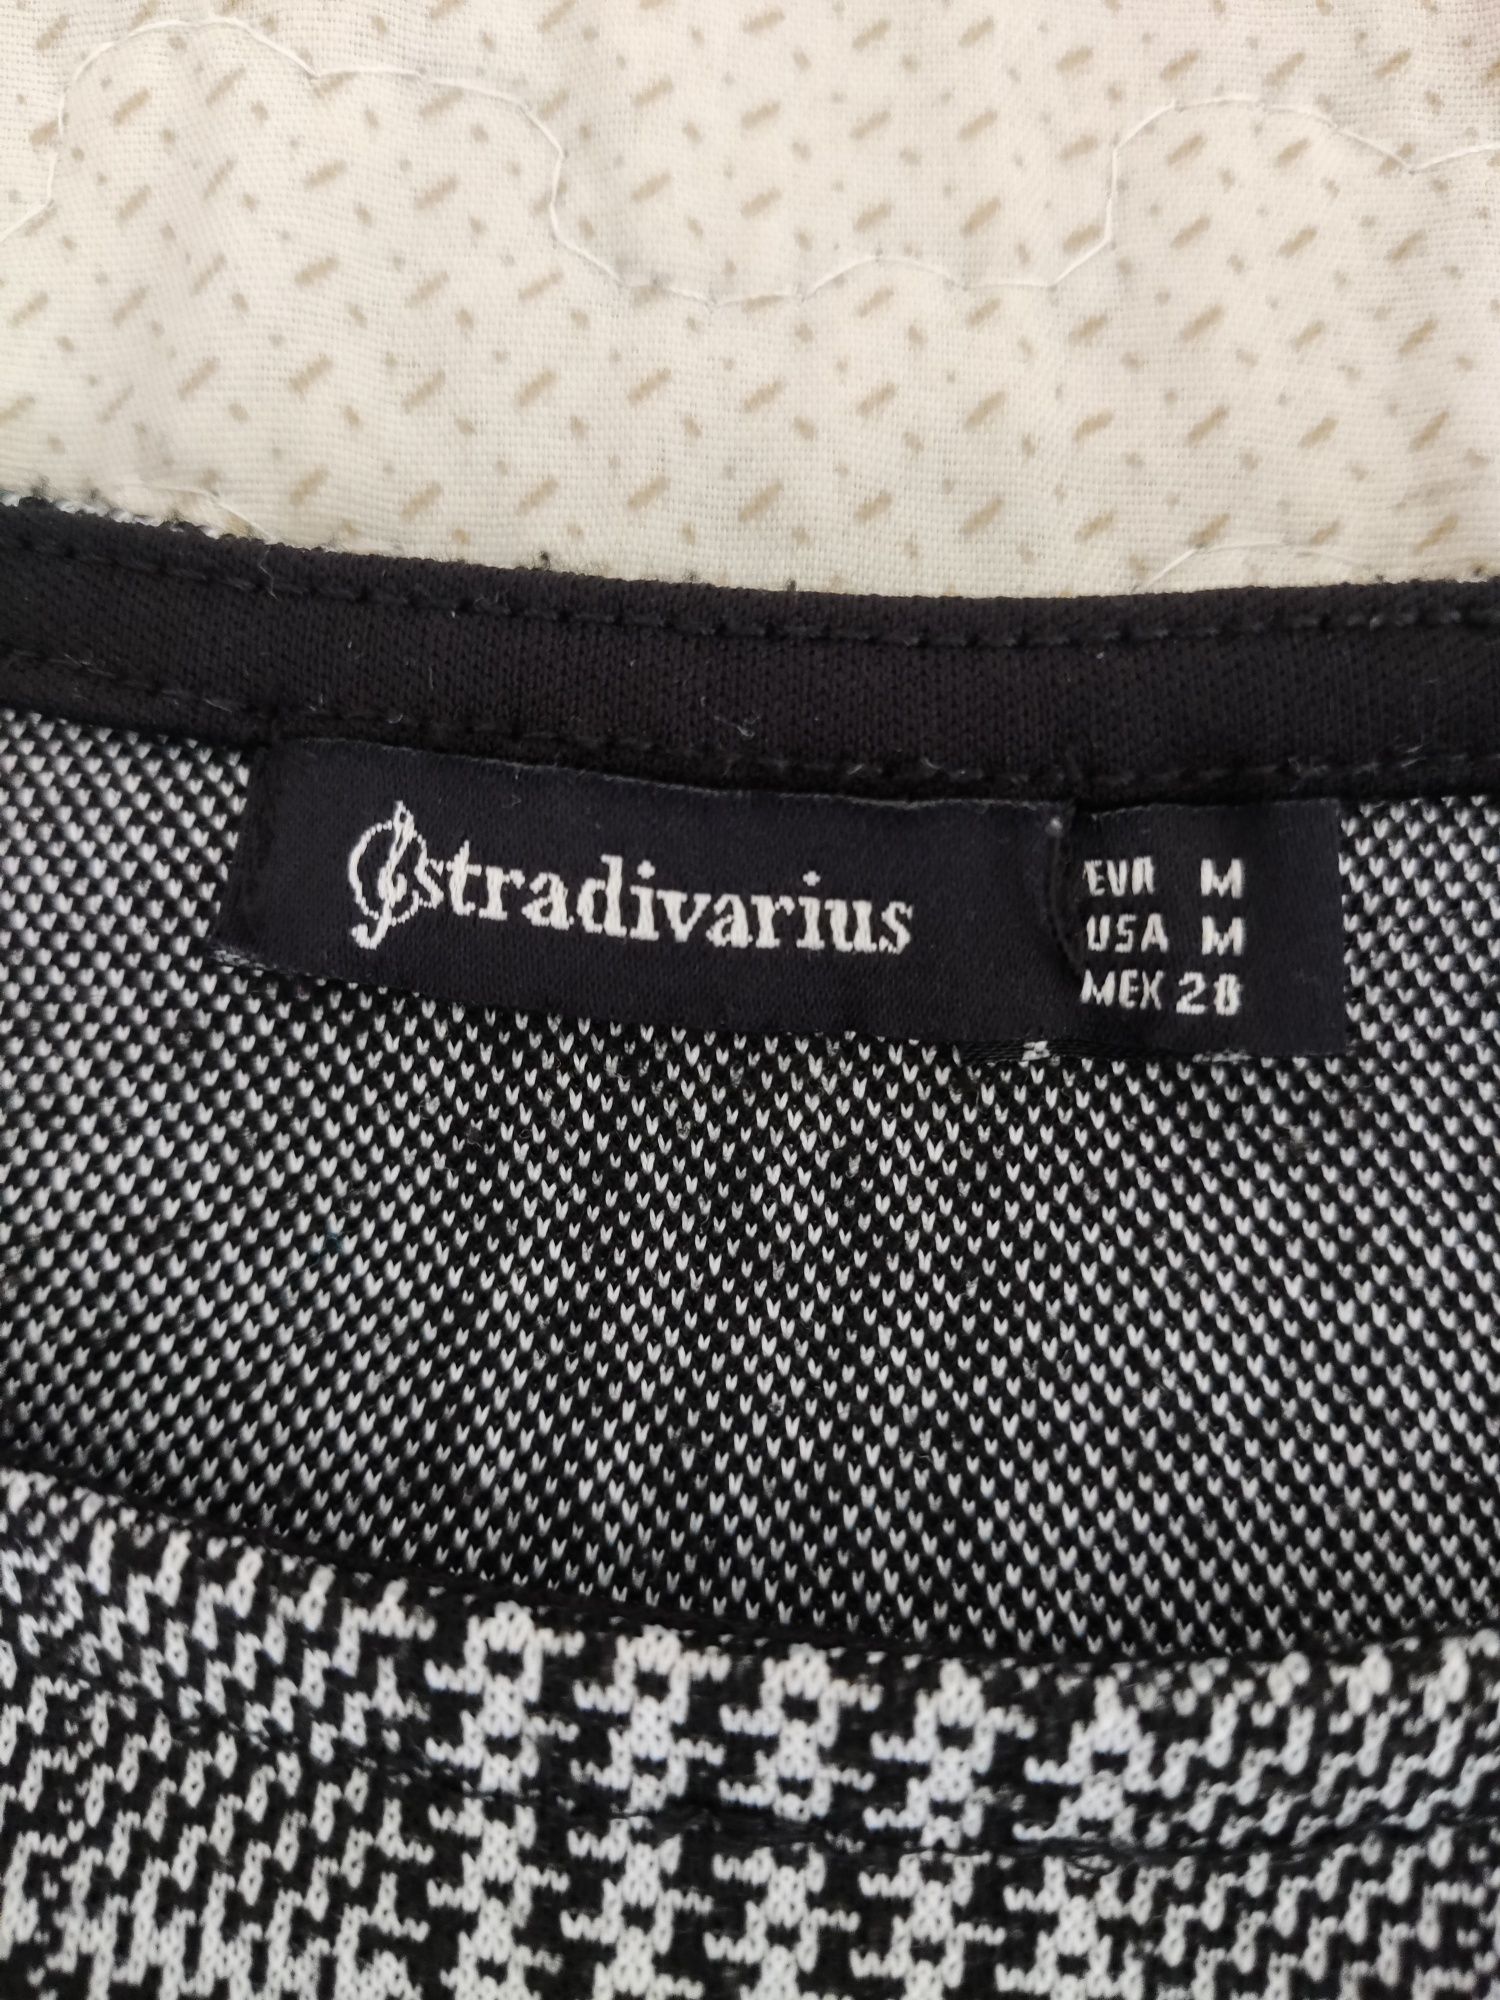 stradivarius
EUR M
USA M
MEX 28